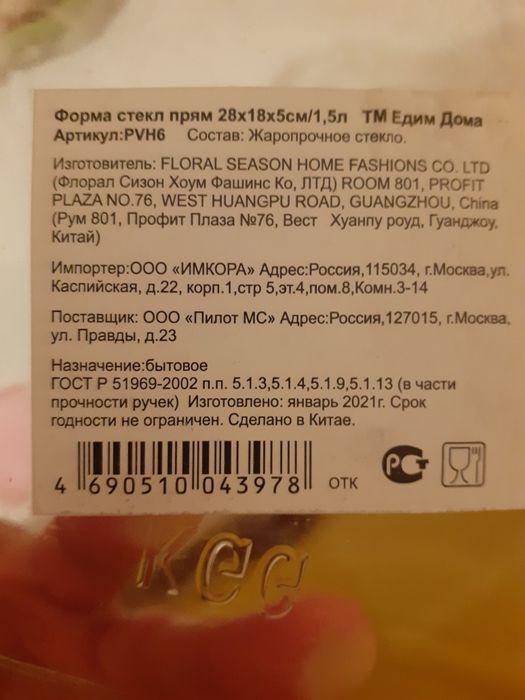 Форма стекл прям 28х18х5см/1,5л ТМ Едим Дома
Артикул:PVH6 Состав: Жаропрочное стекло.
Изготовитель: FLORAL SEASON HOME FASHIONS CO. LTD
(Флорал Сизон Хоум Фашинс Ко, ЛТД) ROOM 801, PROFIT
PLAZA NO.76, WEST HUANGPU ROAD, GUANGZHOU, China
(Рум 801, Профит Плаза №76, Вест Хуанпу роуд, Гуанджоу,
Китай)
Импортер:ООО «ИМКОРА» Адрес:Россия,115034, г.Москва,ул.
Каспийская, д.22, корп.1,стр 5,эт.4,пом.8,Комн.3-14
Поставщик: ООО «Пилот МС» Адрес:Россия,127015, г.Москва,
ул. Правды, д.23
Назначение:бытовое
ГОСТ Р 51969-2002 п.п. 5.1.3,5.1.4,5.1.9,5.1.13 (в части
прочности ручек) Изготовлено: январь 2021г. Срок
годности не ограничен. Сделано в Китае.
4 690510 043978 ОТК
РСТ